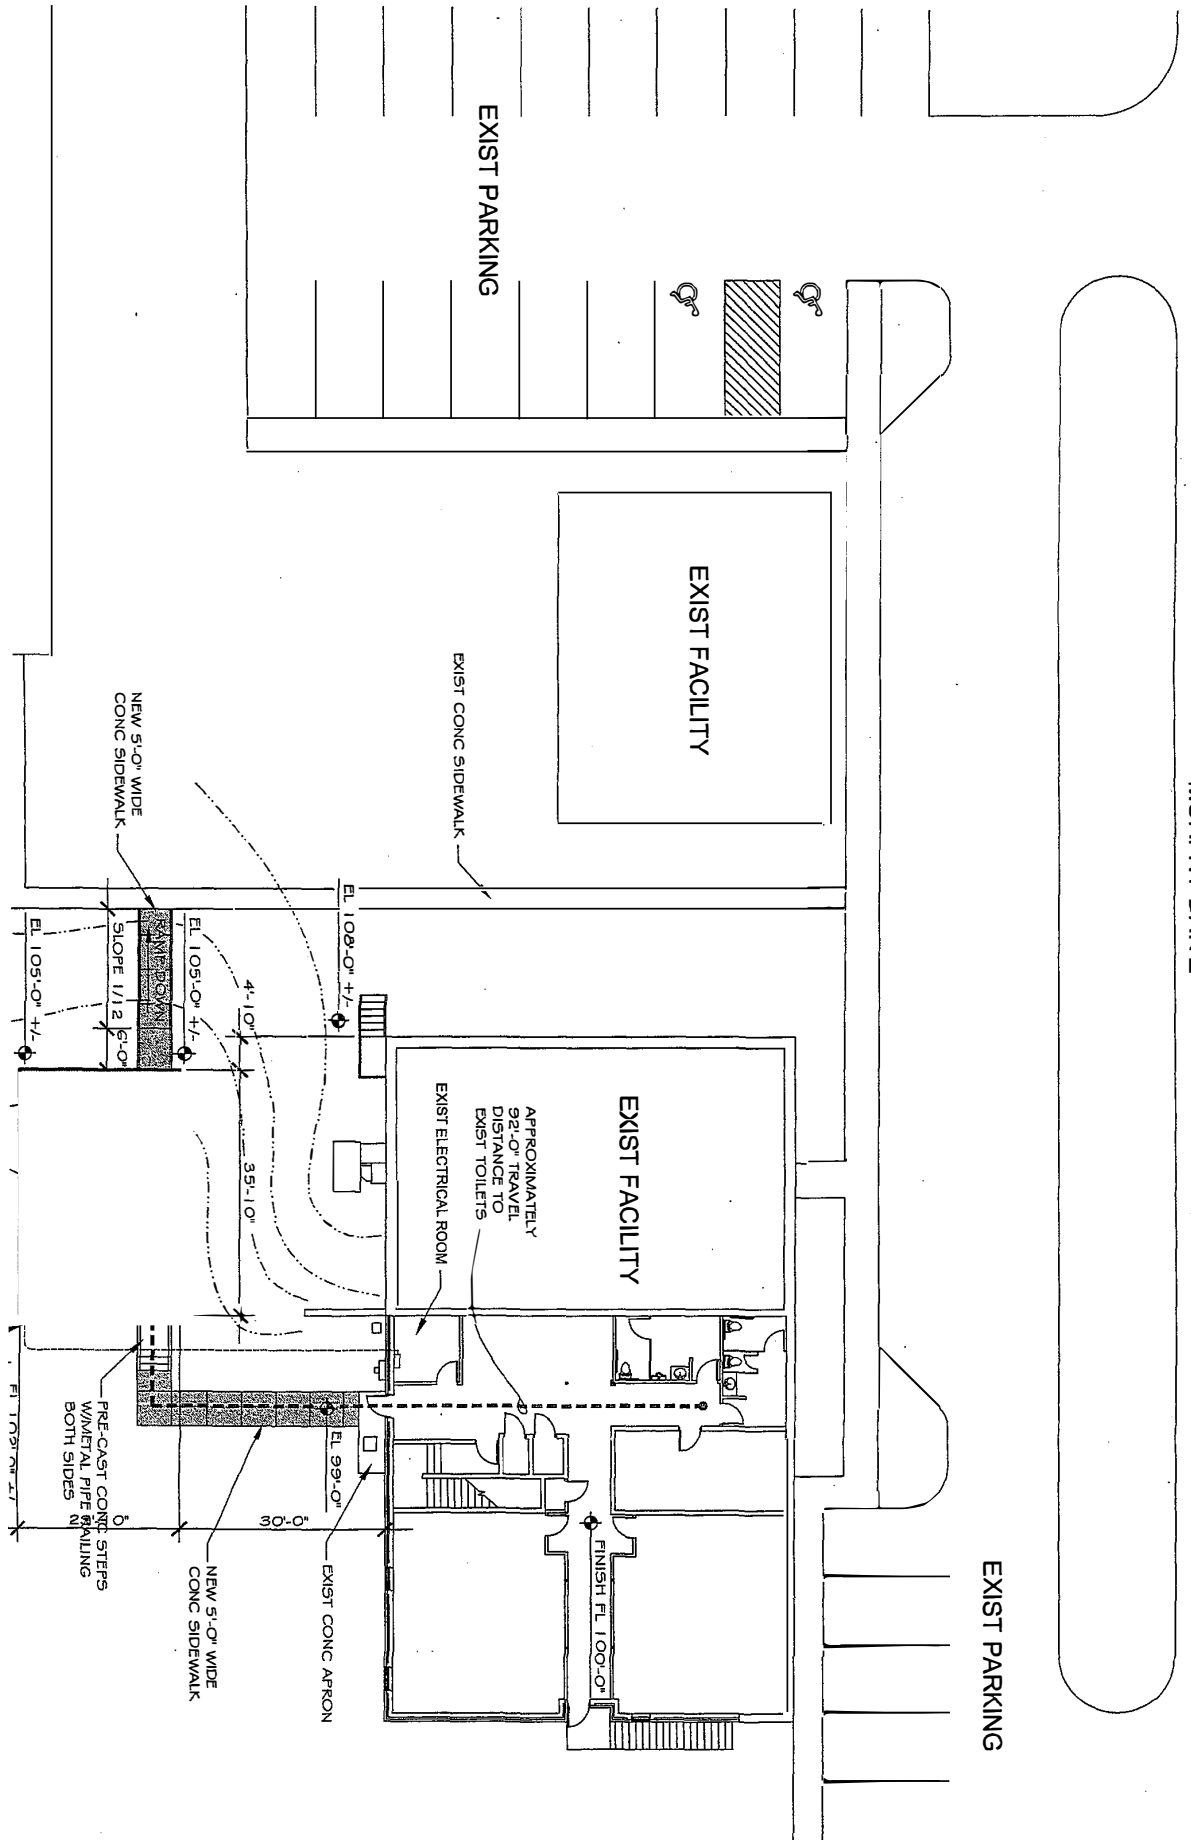 EXIST PARKING
EXIST FACILITY
EXIST CONC SIDEWALK
NEW 5'-0" WIDE
CONC SIDEWALK
EL 108'-0" +/-
EL 105'-0" +/-
RAMP DOWN
SLOPE 1/12
6'-0"
EL 105'-0" +/-
4'-10"
35'-10"
EXIST FACILITY
APPROXIMATELY
92'-0" TRAVEL
DISTANCE TO
EXIST TOILETS
EXIST ELECTRICAL ROOM
EXIST PARKING
FINISH FL 100'-0"
EL 99'-0"
EXIST CONC APRON
30'-0"
NEW 5'-0" WIDE
CONC SIDEWALK
PRE-CAST CONC STEPS
W/METAL PIPE RAILING
BOTH SIDES